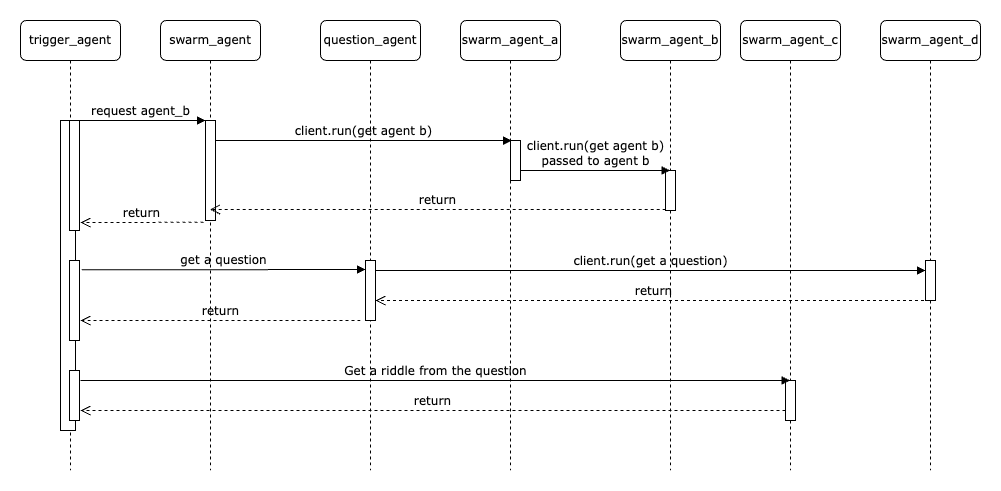 trigger_agent
swarm_agent
question_agent
swarm_agent_a
swarm_agent_b
swarm_agent_c
swarm_agent_d
request agent_b
client.run(get agent b)
client.run(get agent b)
passed to agent b
return
return
get a question
client.run(get a question)
return
return
Get a riddle from the question
return